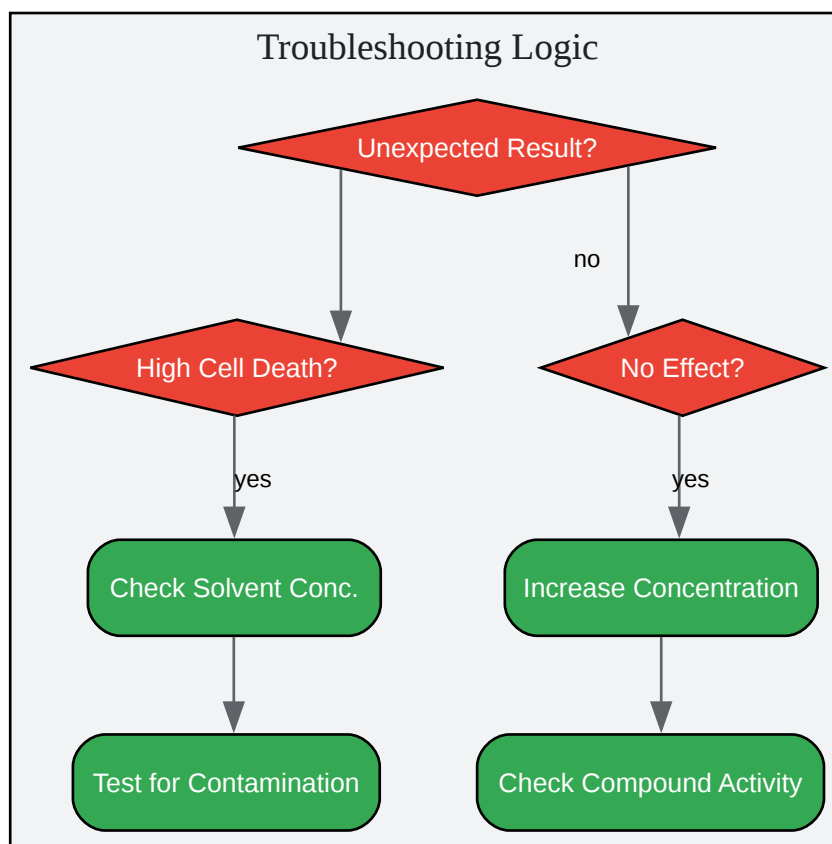 Troubleshooting Logic
Unexpected Result?
no
High Cell Death?
No Effect?
yes
yes
Check Solvent Conc.
Increase Concentration
Test for Contamination
Check Compound Activity